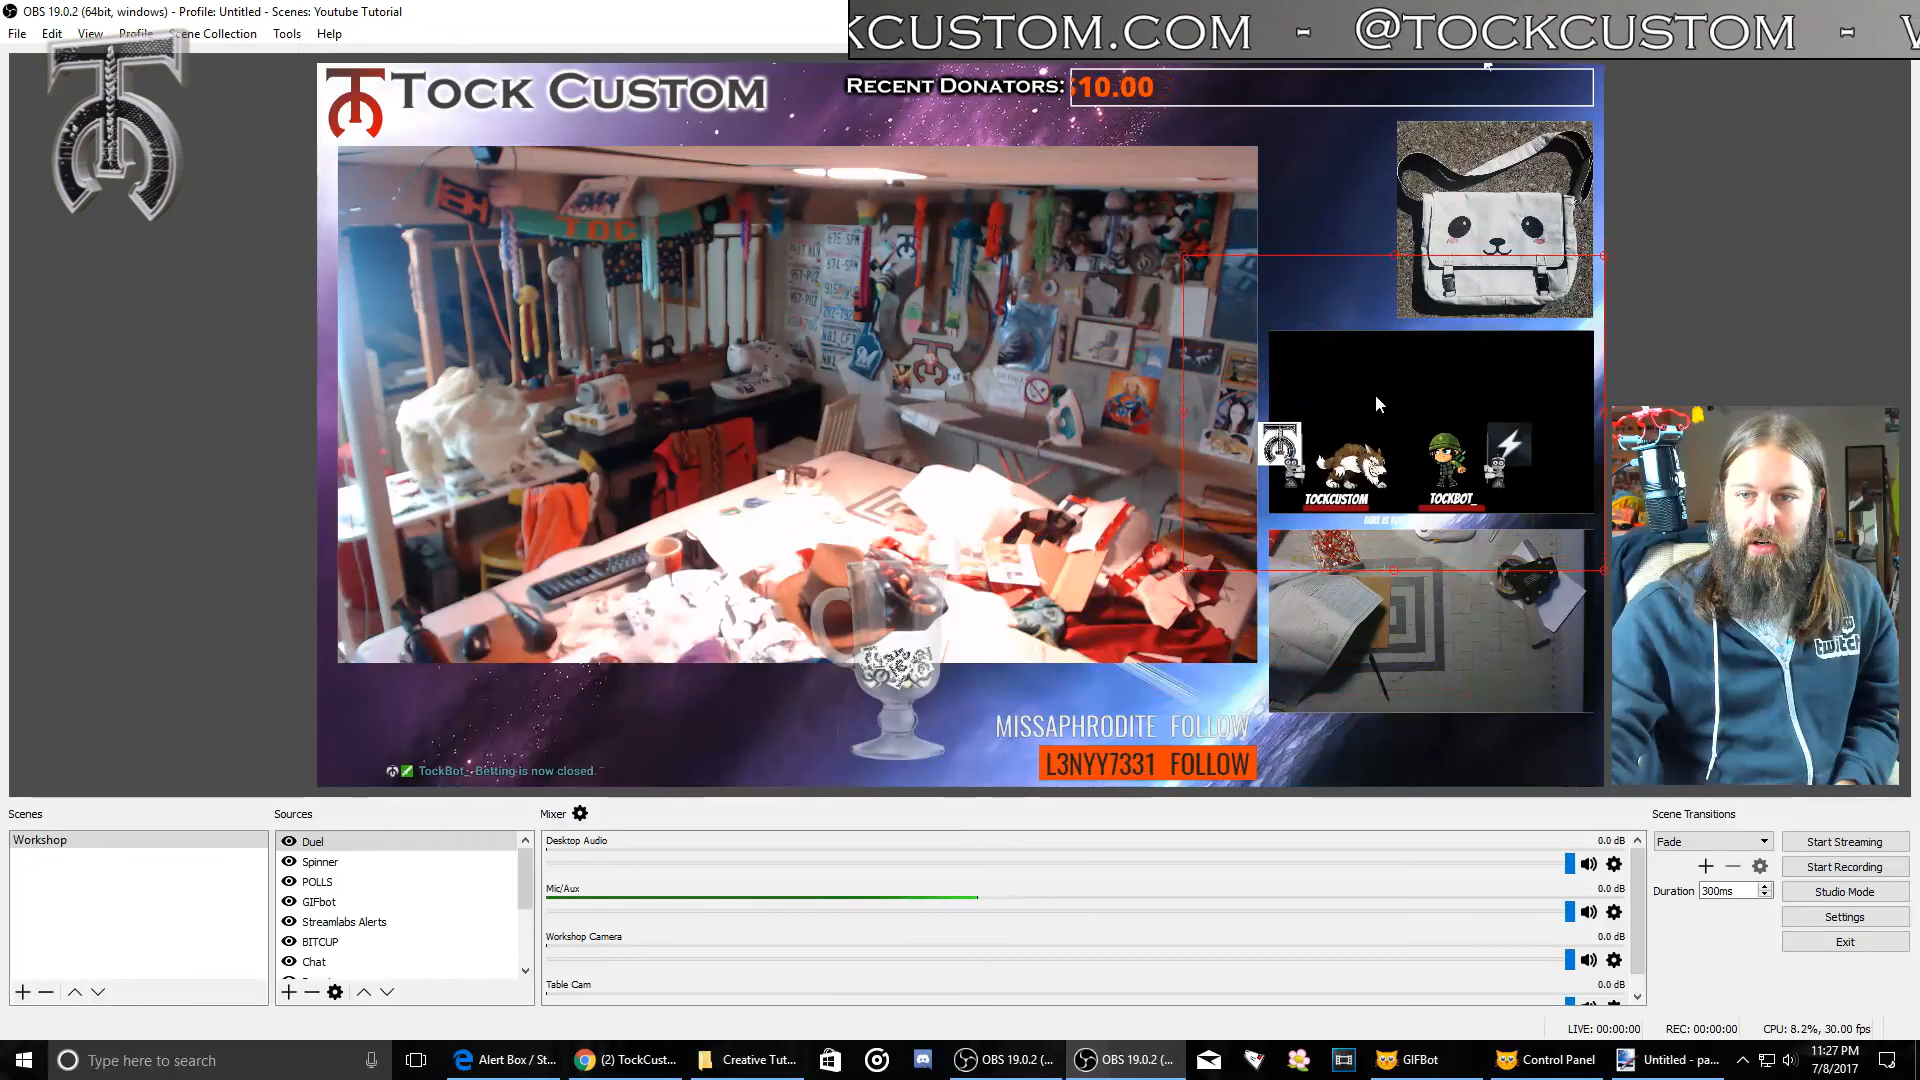 OBS 19.0.2 (64bit, windows) - Profile: Untitled - Scenes: Youtube Tutorial
File Edit View Profile Scene Collection Tools Help
KCUSTOM.COM - @TOCKCUSTOM - V
TOCK CUSTOM
RECENT DONATORS: $10.00
TOC
TOCKCUSTOM TOCKBOT_
twitch
MISSAPHRODITE FOLLOW
L3NYY7331 FOLLOW
TockBot_ Betting is now closed.
Scenes
Workshop
Sources
Duel
Spinner
POLLS
GIFbot
Streamlabs Alerts
BITCUP
Chat
Mixer
Desktop Audio 0.0 dB
Mic/Aux 0.0 dB
Workshop Camera 0.0 dB
Table Cam 0.0 dB
Scene Transitions
Fade
Duration 300ms
Start Streaming
Start Recording
Studio Mode
Settings
Exit
LIVE: 00:00:00 REC: 00:00:00 CPU: 8.2%, 30.00 fps
Type here to search
Alert Box / St...
(2) TockCust...
Creative Tut...
OBS 19.0.2 (...
OBS 19.0.2 (...
GIFBot
Control Panel
Untitled - pa...
11:27 PM
7/8/2017